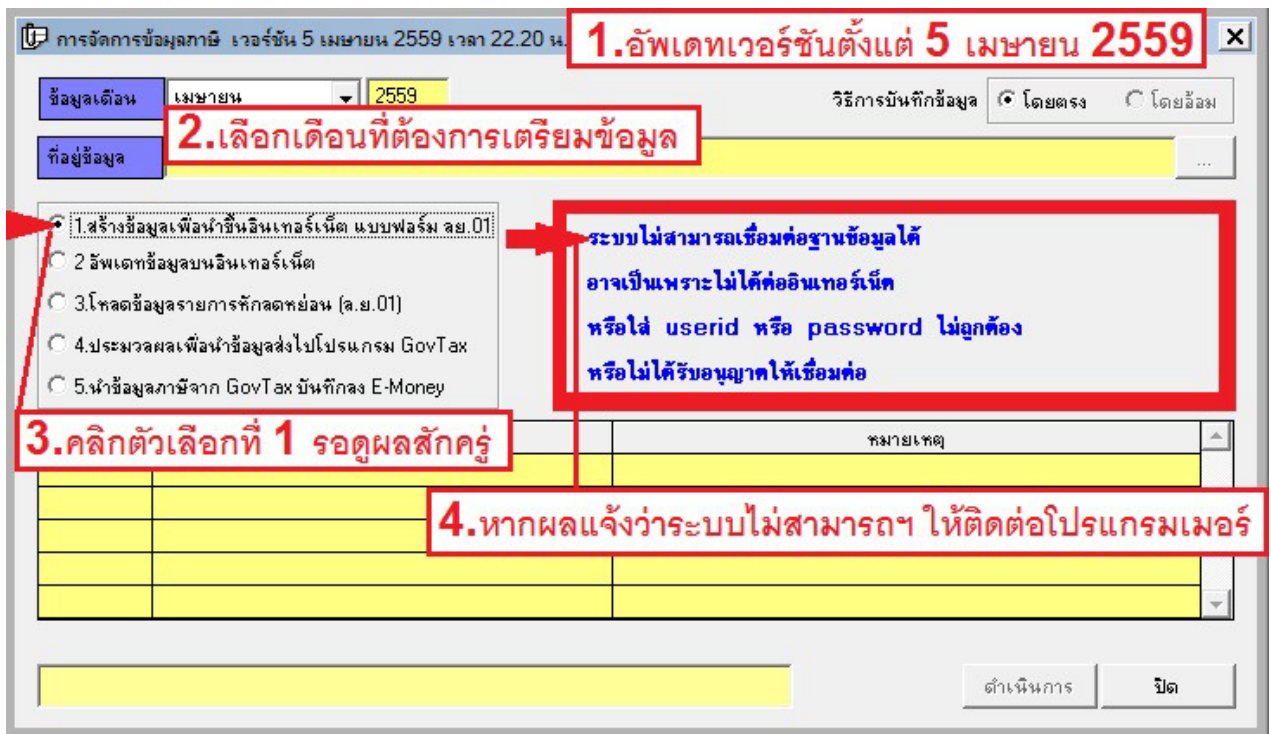 การจัดการข้อมูลภาษี เวอร์ชัน 5 เมษายน 2559 เวลา 22.20 น.
1.อัพเดทเวอร์ชันตั้งแต่ 5 เมษายน 2559
ข้อมูลเดือน เมษายน 2559 วิธีการบันทึกข้อมูล โดยตรง โดยอ้อม
2.เลือกเดือนที่ต้องการเตรียมข้อมูล
ที่อยู่ข้อมูล ...
1.สร้างข้อมูลเพื่อนำขึ้นอินเทอร์เน็ต แบบฟอร์ม ลย.01
2 อัพเดทข้อมูลบนอินเทอร์เน็ต
3.โหลดข้อมูลรายการหักลดหย่อน (ล.ย.01)
4.ประมวลผลเพื่อนำข้อมูลส่งไปโปรแกรม GovTax
5.นำข้อมูลภาษีจาก GovTax บันทึกลง E-Money
ระบบไม่สามารถเชื่อมต่อฐานข้อมูลได้
อาจเป็นเพราะไม่ได้ต่ออินเทอร์เน็ต
หรือใส่ userid หรือ password ไม่ถูกต้อง
หรือไม่ได้รับอนุญาตให้เชื่อมต่อ
3.คลิกตัวเลือกที่ 1 รอดูผลสักครู่
หมายเหตุ
4.หากผลแจ้งว่าระบบไม่สามารถฯ ให้ติดต่อโปรแกรมเมอร์
ดำเนินการ ปิด